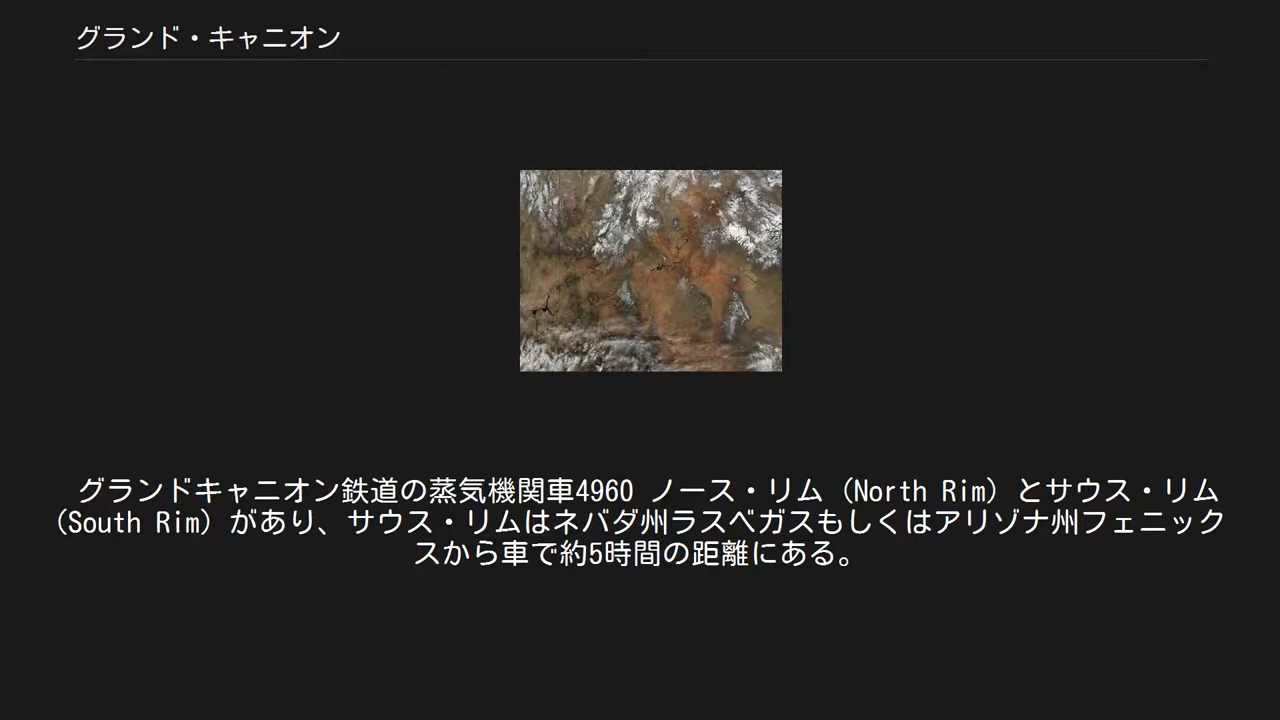 グランド・キャニオン
グランドキャニオン鉄道の蒸気機関車4960 ノース・リム（North Rim）とサウス・リム
（South Rim）があり、サウス・リムはネバダ州ラスベガスもしくはアリゾナ州フェニック
スから車で約5時間の距離にある。